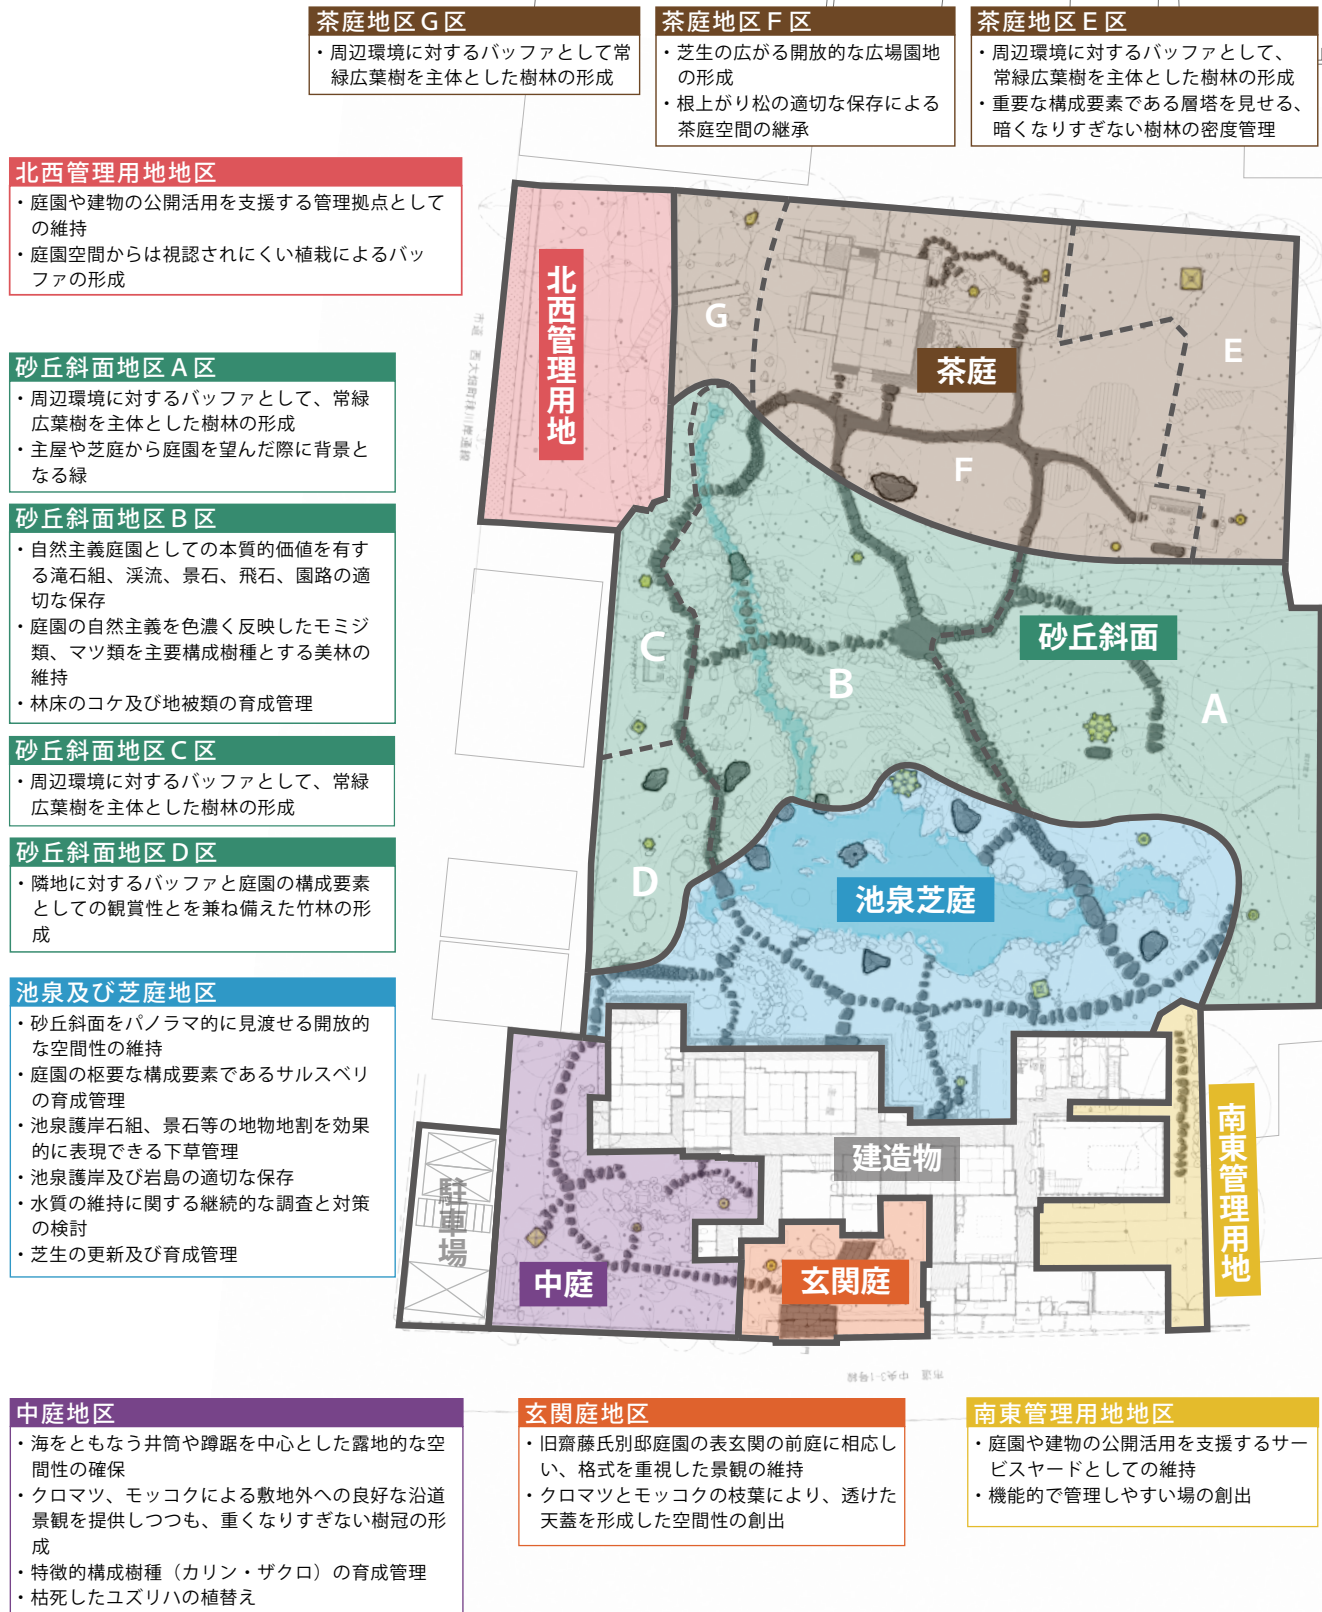 茶庭地区G区
・周辺環境に対するバッファとして常
緑広葉樹を主体とした樹林の形成
茶庭地区F区
・芝生の広がる開放的な広場園地
の形成
・根上がり松の適切な保存による
茶庭空間の継承
茶庭地区E区
・周辺環境に対するバッファとして、
常緑広葉樹を主体とした樹林の形成
・重要な構成要素である層塔を見せる、
暗くなりすぎない樹林の密度管理
北西管理用地地区
・庭園や建物の公開活用を支援する管理拠点として
の維持
・庭園空間からは視認されにくい植栽によるバッ
ファの形成
砂丘斜面地区A区
・周辺環境に対するバッファとして、常緑
広葉樹を主体とした樹林の形成
・主屋や芝庭から庭園を望んだ際に背景と
なる緑
砂丘斜面地区B区
・自然主義庭園としての本質的価値を有す
る滝石組、渓流、景石、飛石、園路の適
切な保存
・庭園の自然主義を色濃く反映したモミジ
類、マツ類を主要構成樹種とする美林の
維持
・林床のコケ及び地被類の育成管理
砂丘斜面地区C区
・周辺環境に対するバッファとして、常緑
広葉樹を主体とした樹林の形成
砂丘斜面地区D区
・隣地に対するバッファと庭園の構成要素
としての観賞性とを兼ね備えた竹林の形
成
池泉及び芝庭地区
・砂丘斜面をパノラマ的に見渡せる開放的
な空間性の維持
・庭園の枢要な構成要素であるサルスベリ
の育成管理
・池泉護岸石組、景石等の地物地割を効果
的に表現できる下草管理
・池泉護岸及び岩島の適切な保存
・水質の維持に関する継続的な調査と対策
の検討
・芝生の更新及び育成管理
北西管理用地
G
茶庭
E
F
砂丘斜面
C
B
A
D
池泉芝庭
建造物
南東管理用地
駐車場
中庭
玄関庭
市道 中央3-1号線
中庭地区
・海をともなう井筒や蹲踞を中心とした露地的な空
間性の確保
・クロマツ、モッコクによる敷地外への良好な沿道
景観を提供しつつも、重くなりすぎない樹冠の形
成
・特徴的構成樹種（カリン・ザクロ）の育成管理
・枯死したユズリハの植替え
玄関庭地区
・旧齋藤氏別邸庭園の表玄関の前庭に相応し
い、格式を重視した景観の維持
・クロマツとモッコクの枝葉により、透けた
天蓋を形成した空間性の創出
南東管理用地地区
・庭園や建物の公開活用を支援するサー
ビスヤードとしての維持
・機能的で管理しやすい場の創出